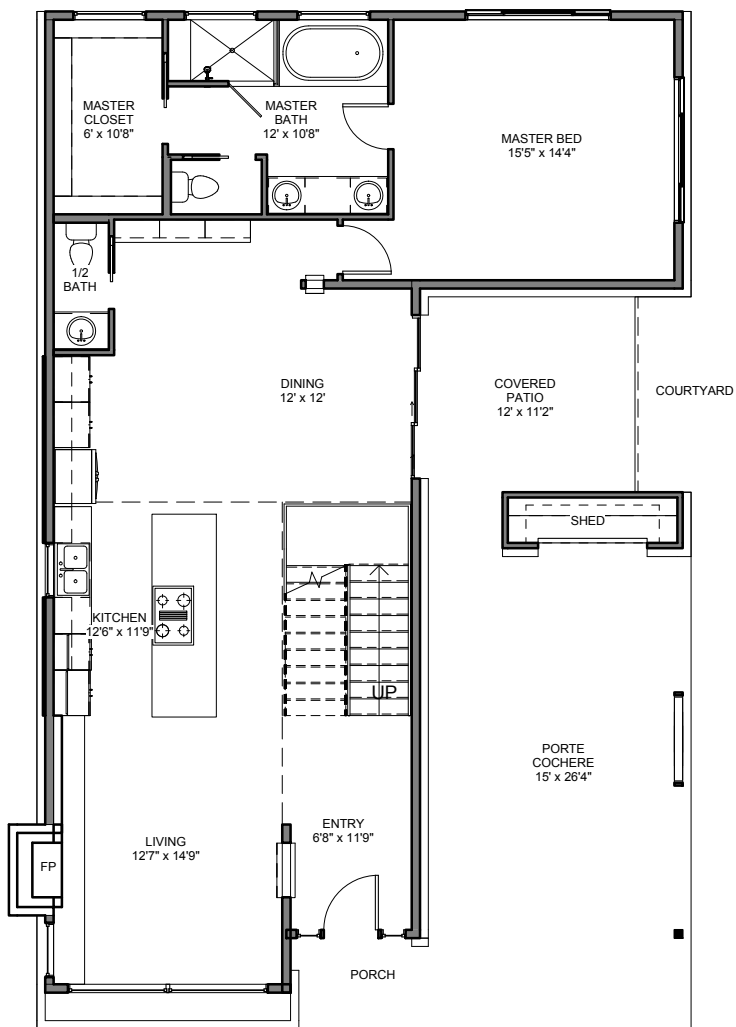 MASTER
CLOSET
6' x 10'8"
MASTER
BATH
12' x 10'8"
MASTER BED
15'5" x 14'4"
1/2
BATH
DINING
12' x 12'
COVERED
PATIO
12' x 11'2"
COURTYARD
SHED
KITCHEN
12'6" x 11'9"
UP
PORTE
COCHERE
15' x 26'4"
ENTRY
6'8" x 11'9"
LIVING
12'7" x 14'9"
FP
PORCH